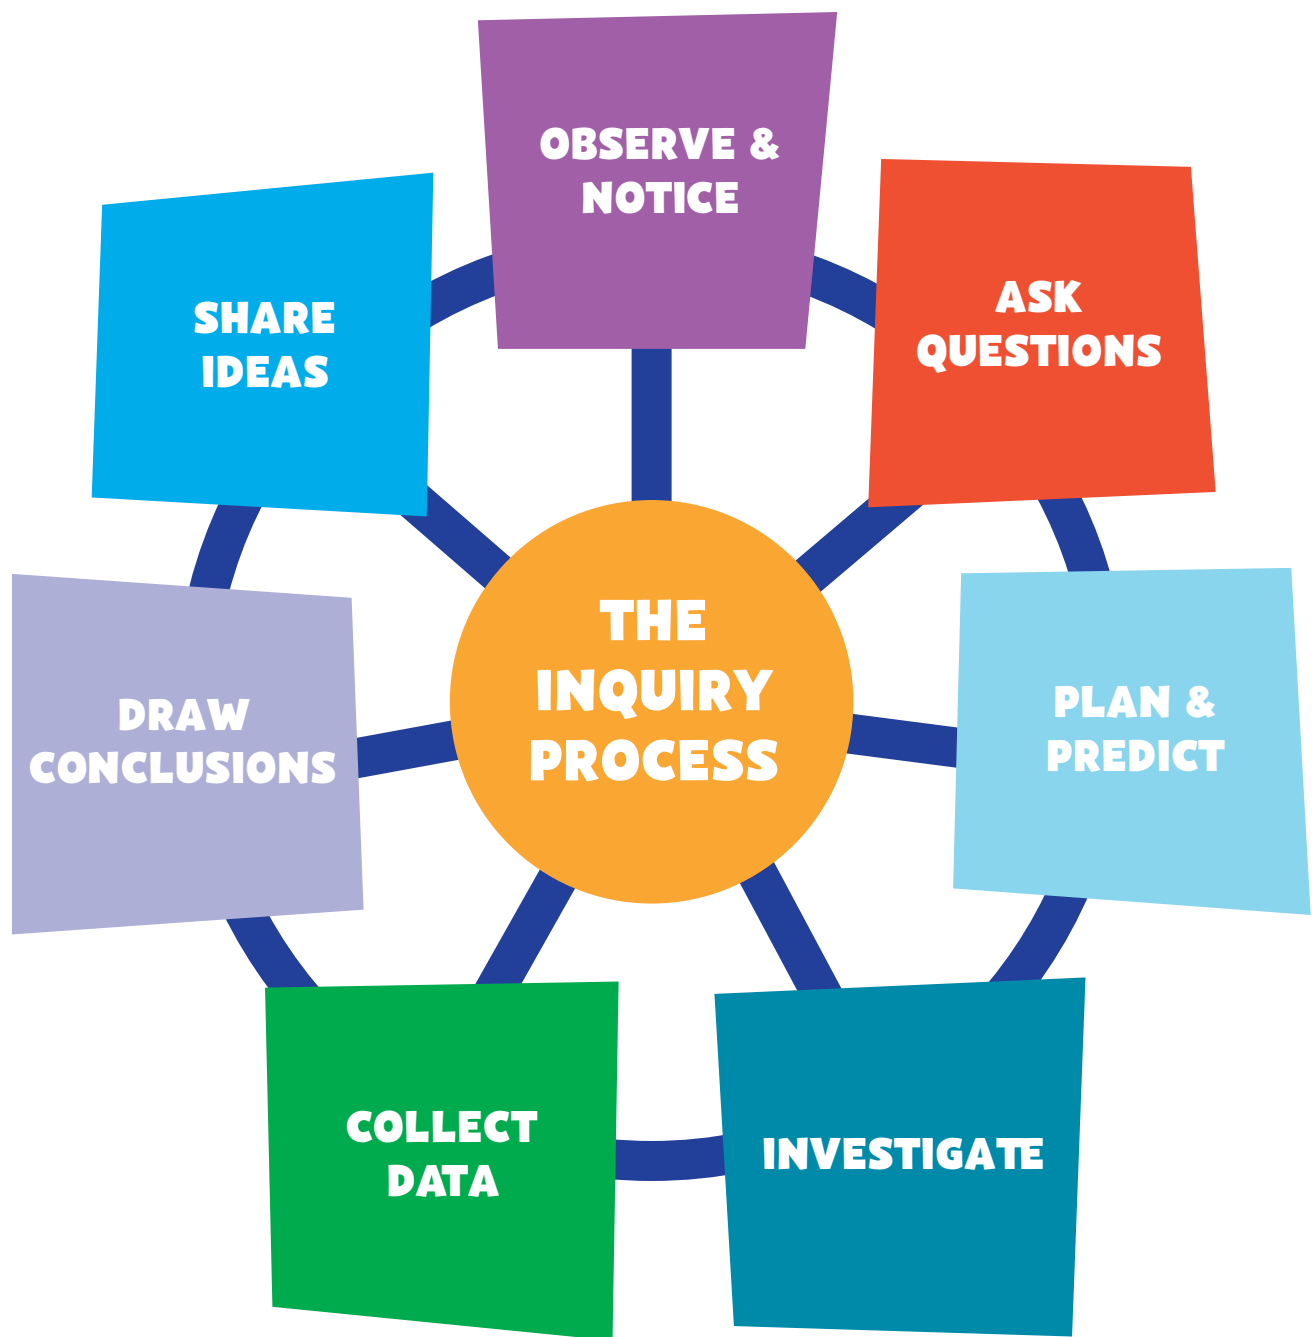 OBSERVE &
NOTICE
ASK
QUESTIONS
PLAN &
PREDICT
INVESTIGATE
COLLECT
DATA
DRAW
CONCLUSIONS
SHARE
IDEAS
THE
INQUIRY
PROCESS